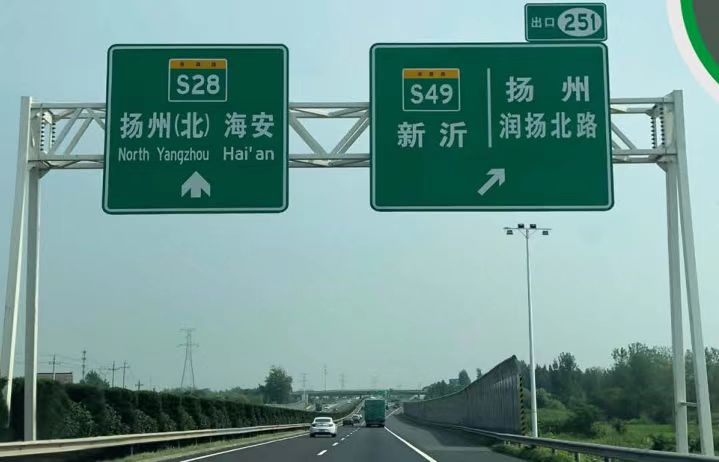 S28
扬州(北) 海安
North Yangzhou Hai'an
出口 251
S49
新沂
扬州
润扬北路